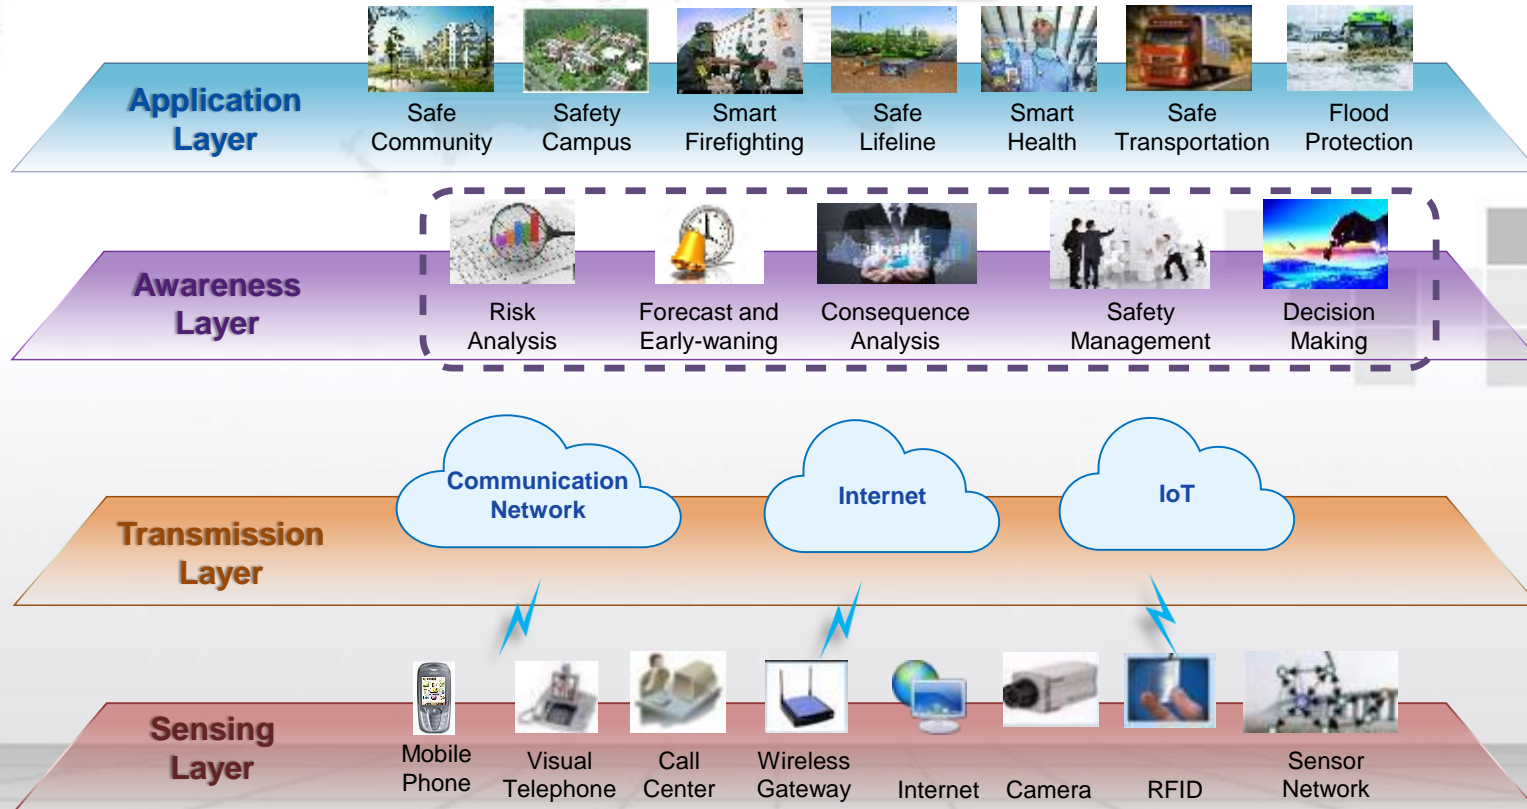 Application
Layer
Safe
Community
Safety
Campus
Smart
Firefighting
Safe
Lifeline
Smart
Health
Safe
Transportation
Flood
Protection
Awareness
Layer
Risk
Analysis
Forecast and
Early-waning
Consequence
Analysis
Safety
Management
Decision
Making
Transmission
Layer
Communication
Network
Internet
IoT
Sensing
Layer
Mobile
Phone
Visual
Telephone
Call
Center
Wireless
Gateway
Internet
Camera
RFID
Sensor
Network